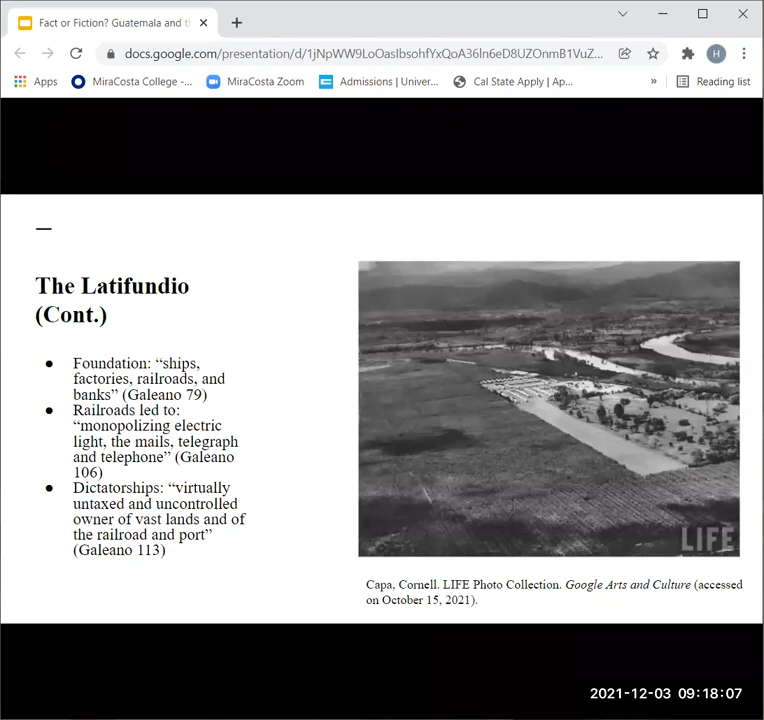 Fact or Fiction? Guatemala and th
docs.google.com/presentation/d/1jNpWW9LoOasIbsohfYxQoA36ln6eD8UZOnmB1VuZ...
H
Apps
MiraCosta College -...
MiraCosta Zoom
Admissions | Univer...
Cal State Apply | Ap...
»
Reading list
The Latifundio
(Cont.)
● Foundation: “ships,
factories, railroads, and
banks” (Galeano 79)
● Railroads led to:
“monopolizing electric
light, the mails, telegraph
and telephone” (Galeano
106)
● Dictatorships: “virtually
untaxed and uncontrolled
owner of vast lands and of
the railroad and port”
(Galeano 113)
LIFE
Capa, Cornell. LIFE Photo Collection. Google Arts and Culture (accessed
on October 15, 2021).
2021-12-03 09:18:07